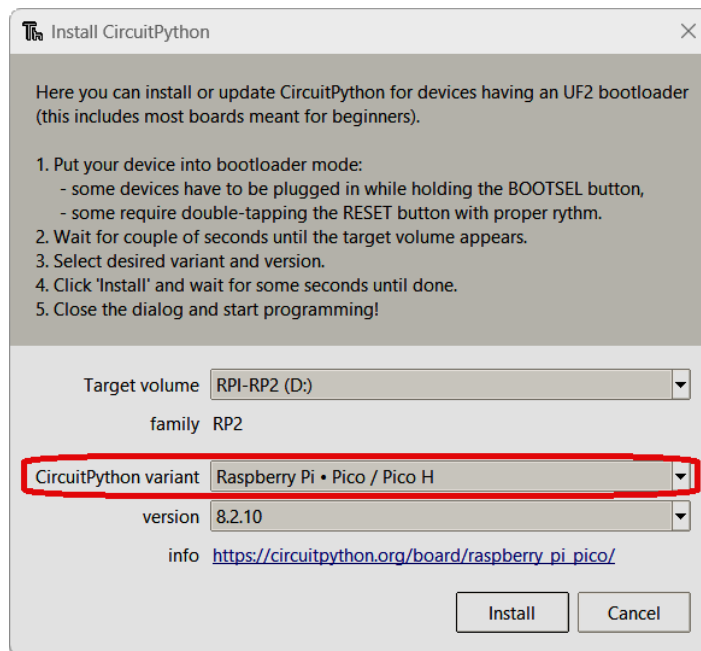 Install CircuitPython
Here you can install or update CircuitPython for devices having an UF2 bootloader
(this includes most boards meant for beginners).
1. Put your device into bootloader mode:
- some devices have to be plugged in while holding the BOOTSEL button,
- some require double-tapping the RESET button with proper rythm.
2. Wait for couple of seconds until the target volume appears.
3. Select desired variant and version.
4. Click 'Install' and wait for some seconds until done.
5. Close the dialog and start programming!
Target volume RPI-RP2 (D:)
family RP2
CircuitPython variant Raspberry Pi • Pico / Pico H
version 8.2.10
info https://circuitpython.org/board/raspberry_pi_pico/
Install Cancel